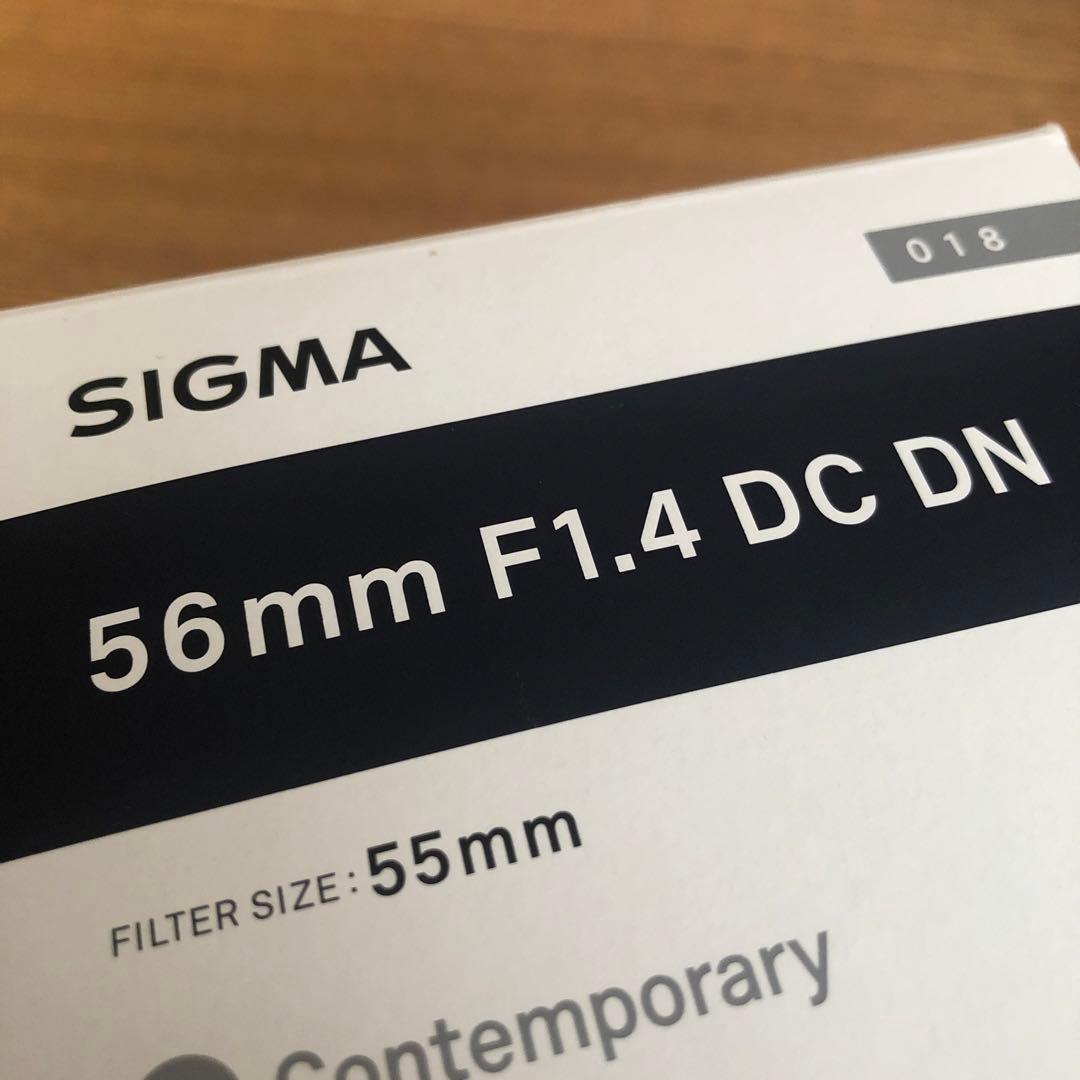 018
SIGMA
56mm F1.4 DC DN
FILTER SIZE: 55mm
Contemporary